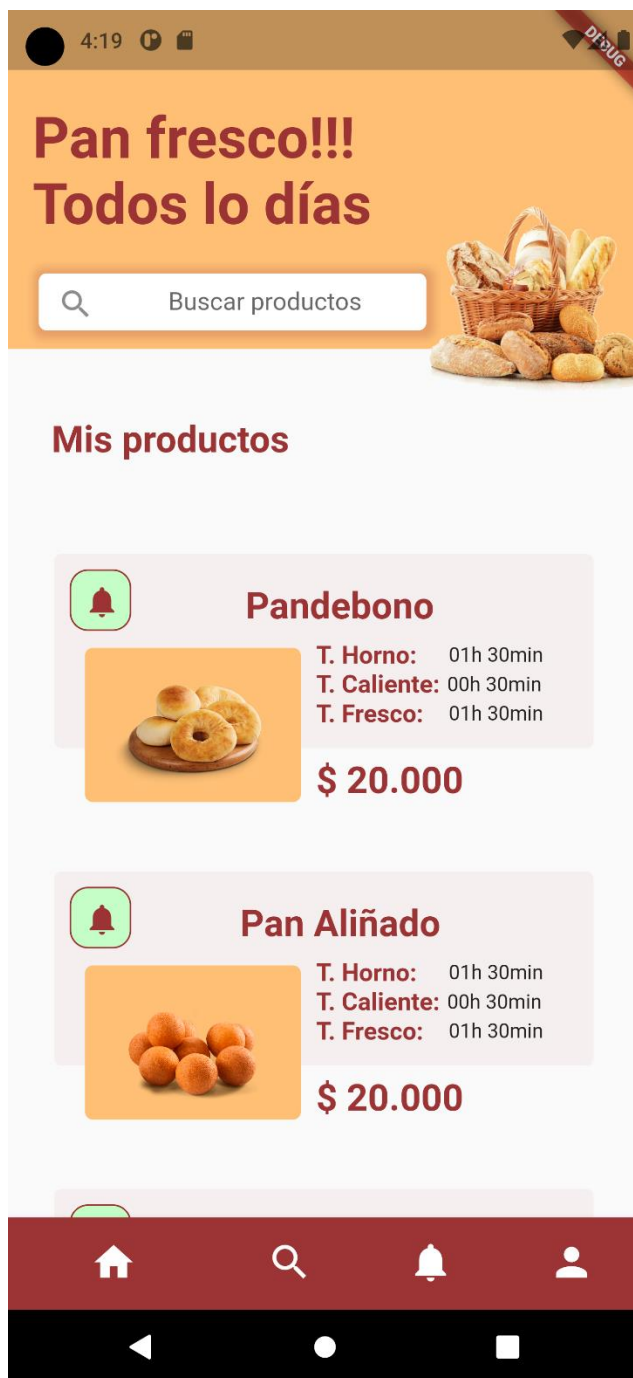 4:19
DEBUG
Pan fresco!!!
Todos lo días
Buscar productos
Mis productos
Pandebono
T. Horno: 01h 30min
T. Caliente: 00h 30min
T. Fresco: 01h 30min
$ 20.000
Pan Aliñado
T. Horno: 01h 30min
T. Caliente: 00h 30min
T. Fresco: 01h 30min
$ 20.000